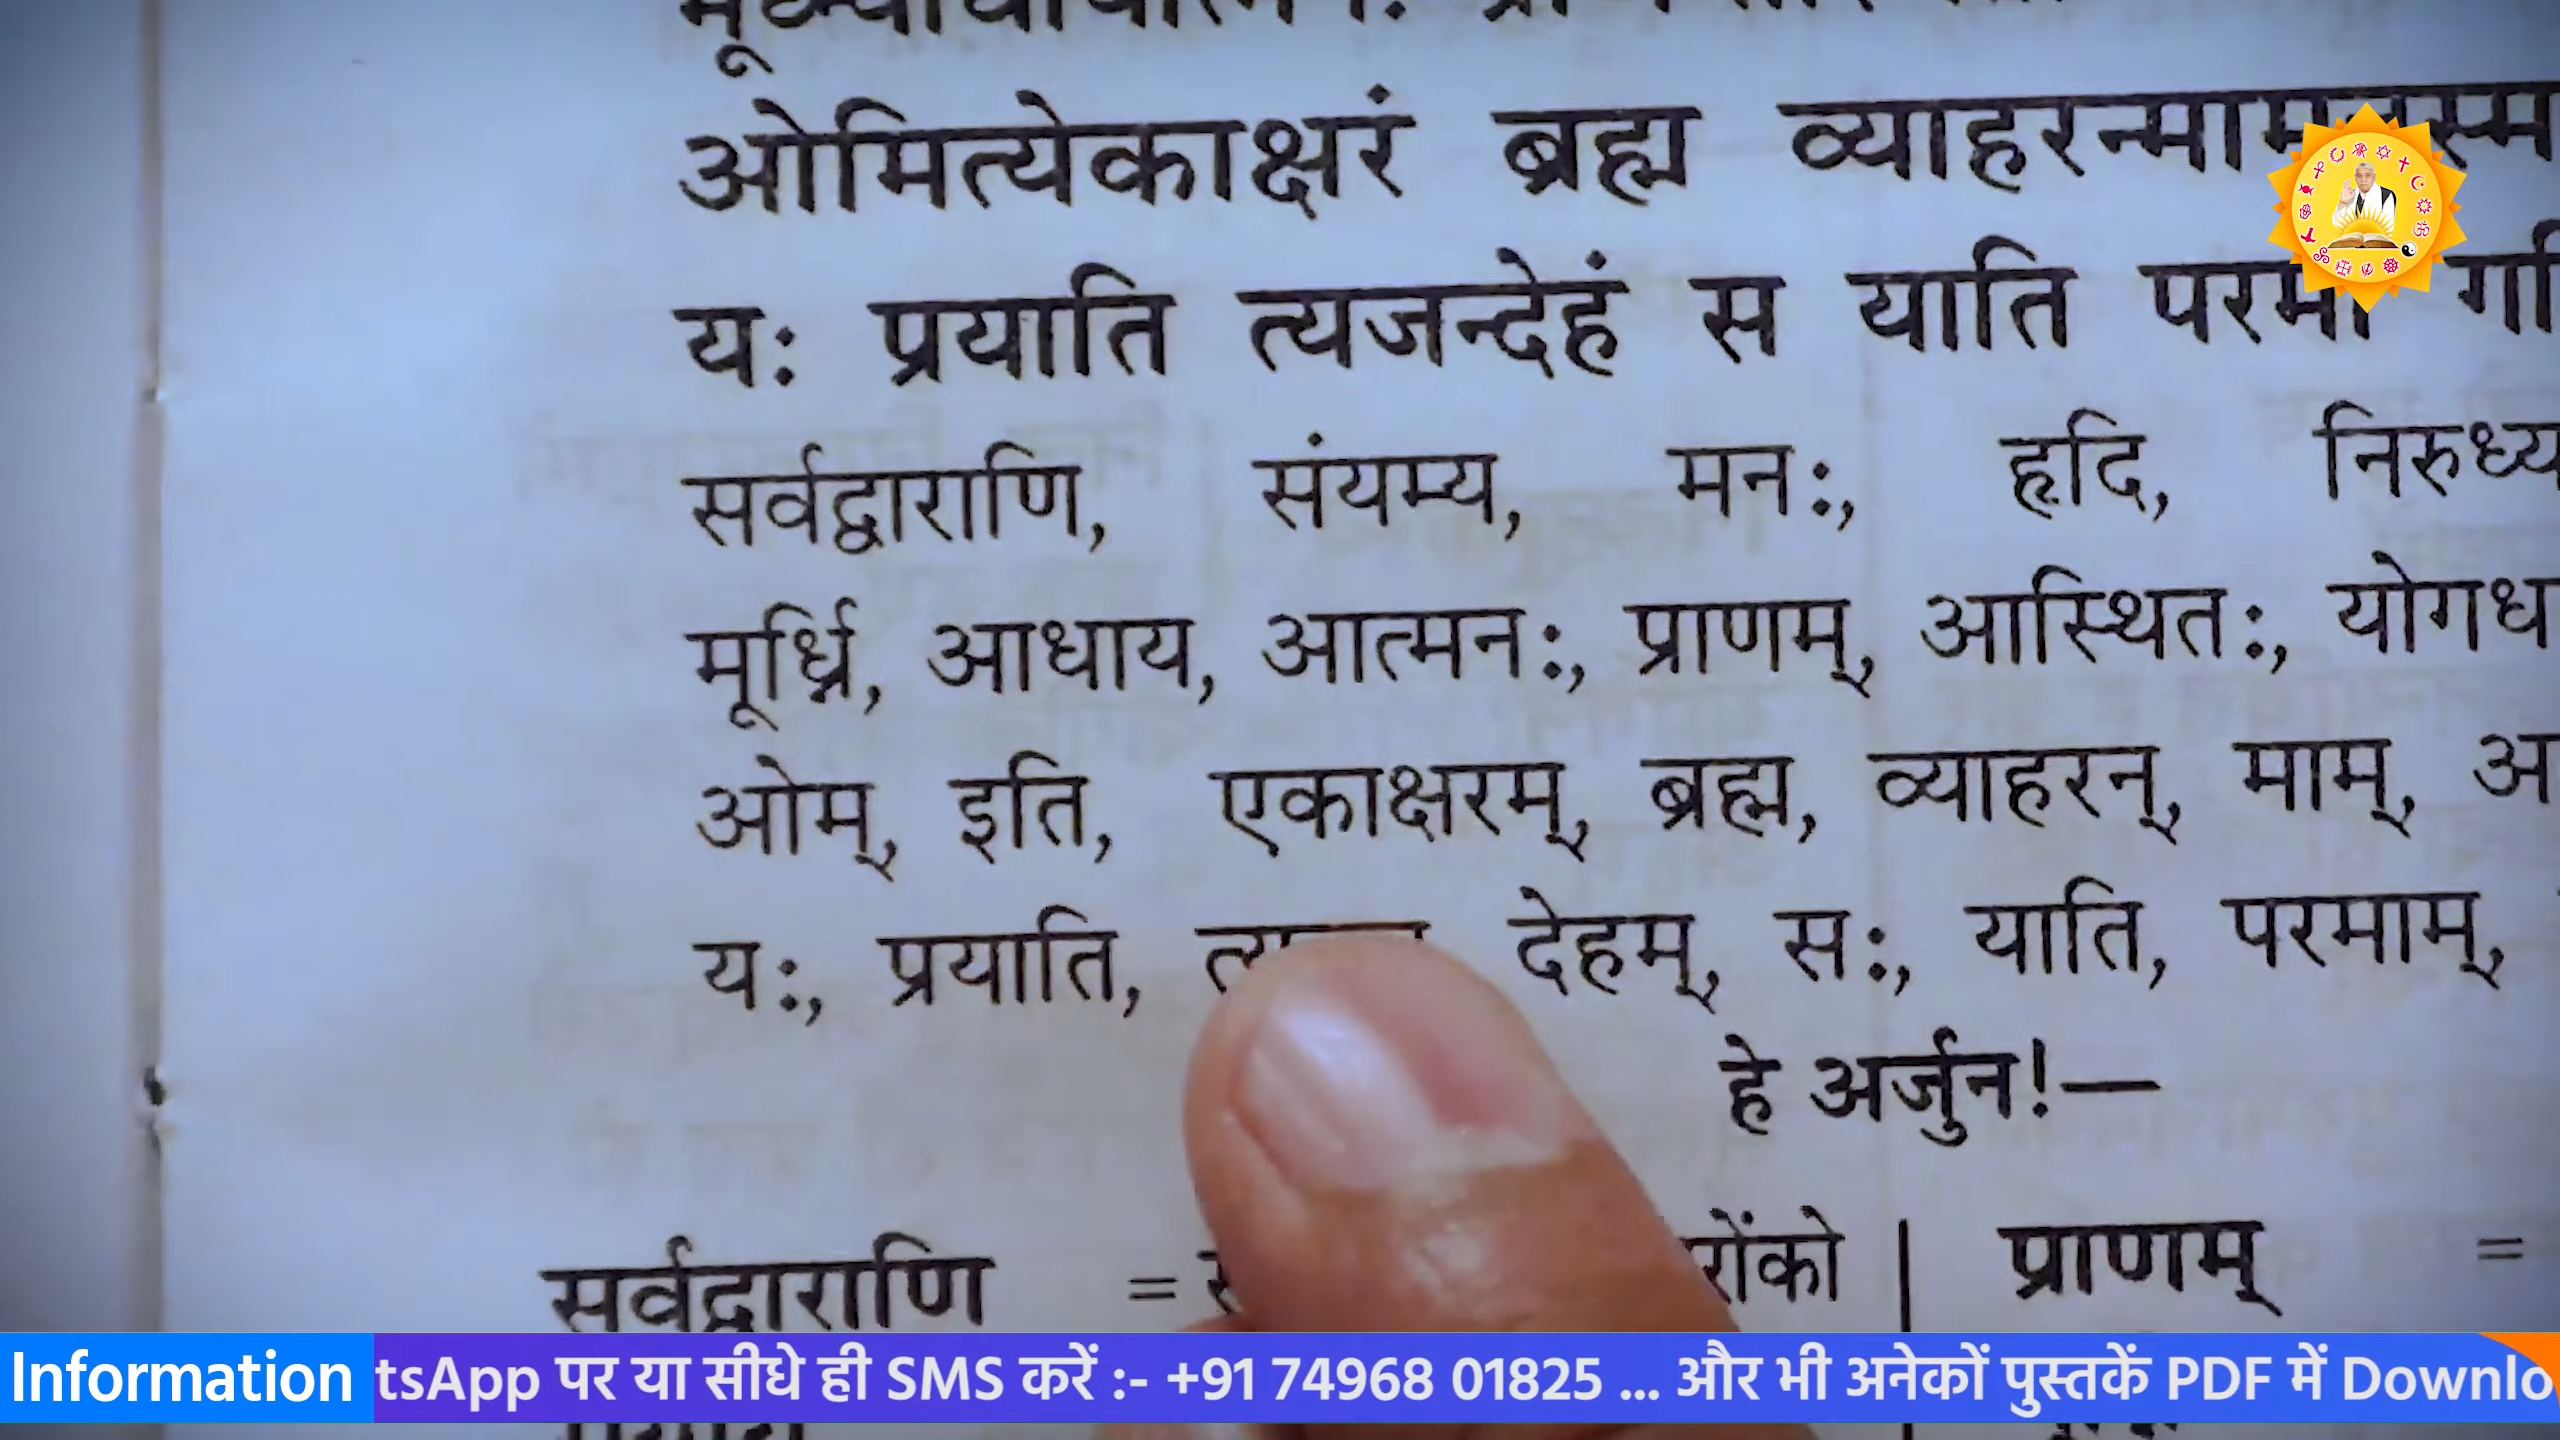 ओमित्येकाक्षरं ब्रह्म
यः प्रयाति त्यजन्देहं स याति परमां
सर्वद्वाराणि, संयम्य, मनः, हृदि, निरुध्य
मूर्ध्नि, आधाय, आत्मनः, प्राणम्, आस्थितः, योगध
ओम्, इति, एकाक्षरम्, ब्रह्म, व्याहरन्, माम्, अ
यः, प्रयाति, देहम्, सः, याति, परमाम्,
हे अर्जुन!—
सर्वद्वाराणि = रोंको | प्राणम् =
Information tsApp पर या सीधे ही SMS करें :- +91 74968 01825 ... और भी अनेकों पुस्तकें PDF में Downlo